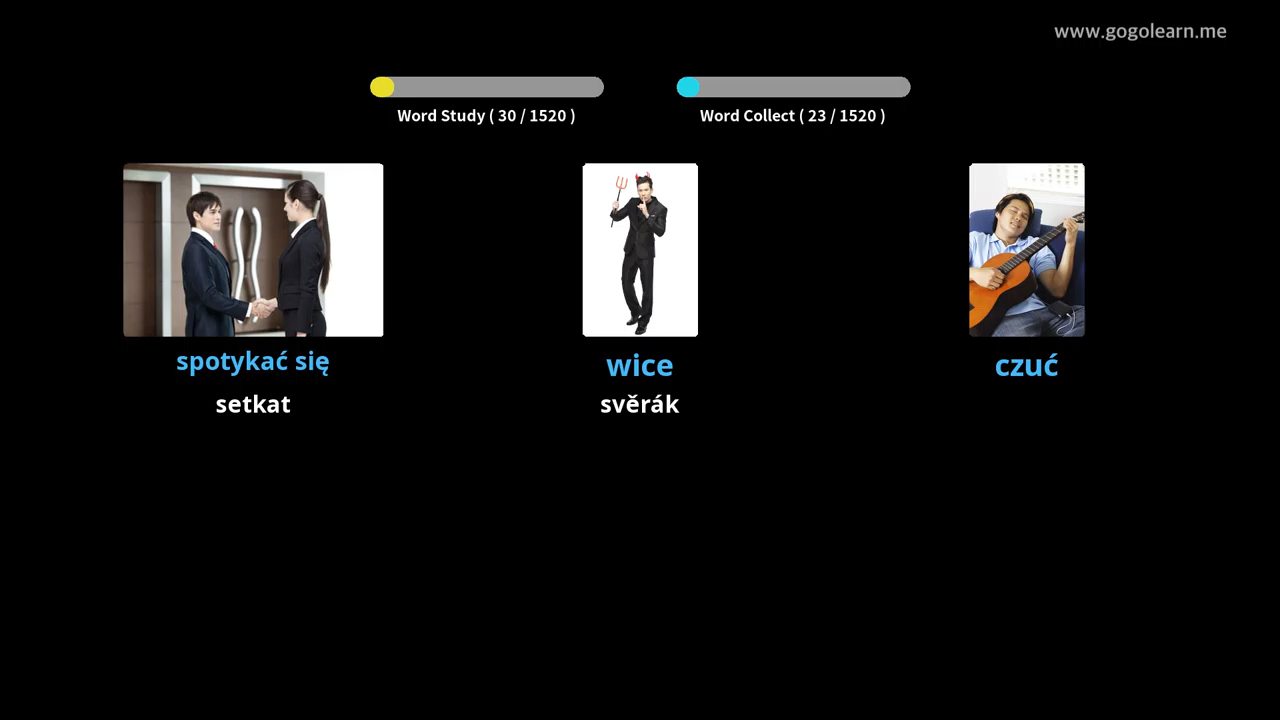 www.gogolearn.me
Word Study ( 30 / 1520 )
Word Collect ( 23 / 1520 )
spotykać się
setkat
wice
svěrák
czuć